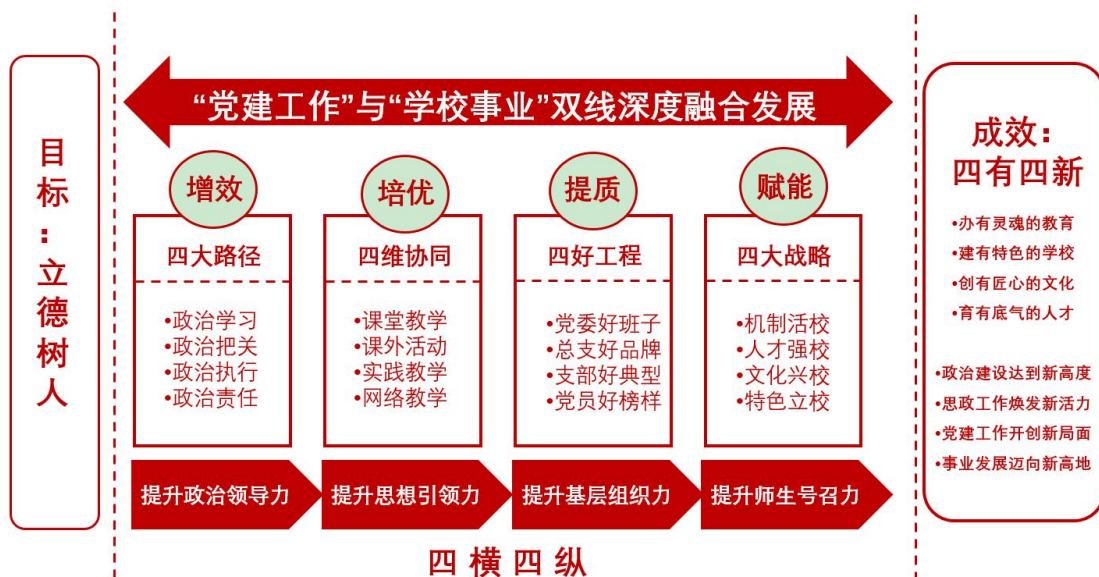 目标：立德树人
“党建工作”与“学校事业”双线深度融合发展
增效
四大路径
•政治学习
•政治把关
•政治执行
•政治责任
提升政治领导力
培优
四维协同
•课堂教学
•课外活动
•实践教学
•网络教学
提升思想引领力
提质
四好工程
•党委好班子
•总支好品牌
•支部好典型
•党员好榜样
提升基层组织力
赋能
四大战略
•机制活校
•人才强校
•文化兴校
•特色立校
提升师生号召力
四横四纵
成效：
四有四新
•办有灵魂的教育
•建有特色的学校
•创有匠心的文化
•育有底气的人才
•政治建设达到新高度
•思政工作焕发新活力
•党建工作开创新局面
•事业发展迈向新高地